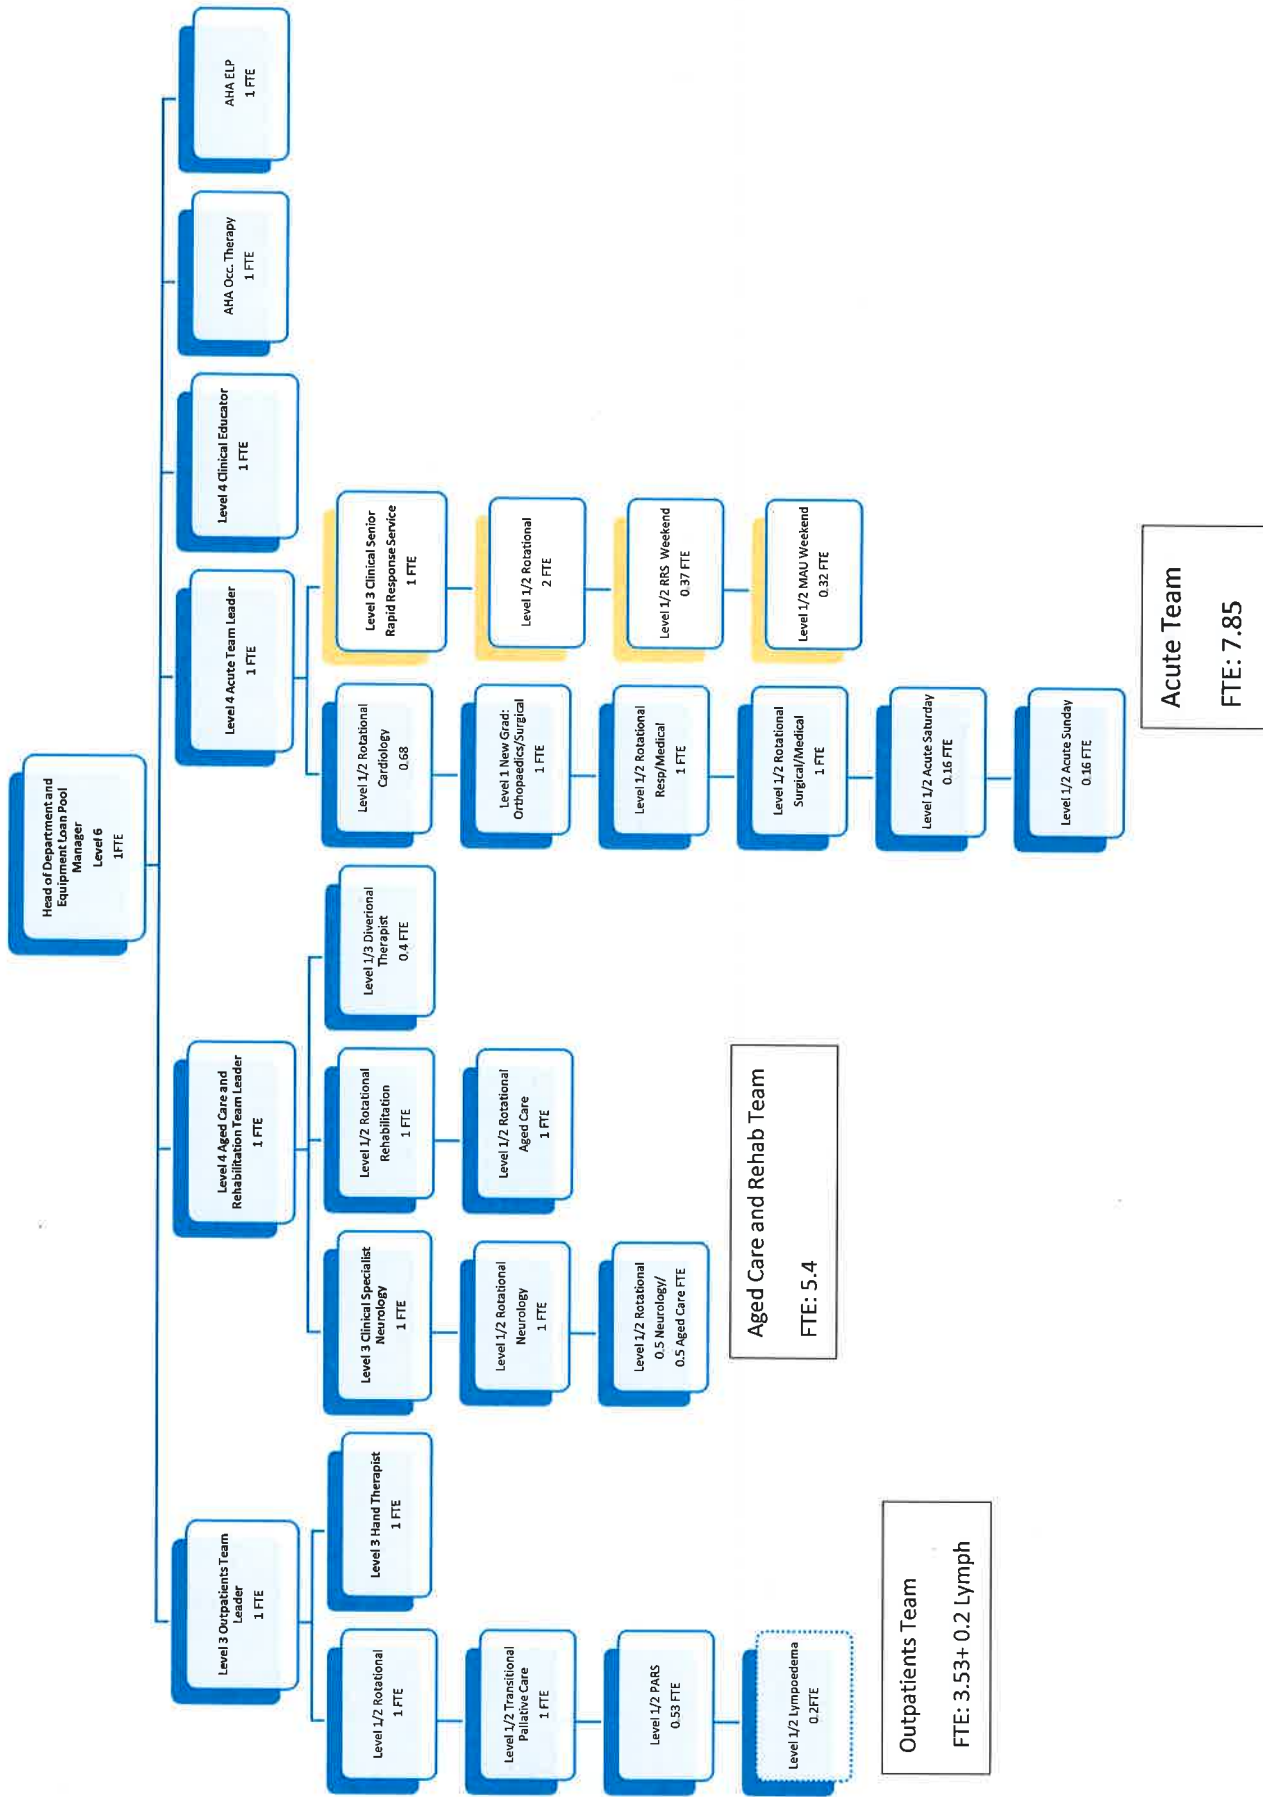 Head of Department and
Equipment Loan Pool
Manager
Level 6
1FTE
Level 3 Outpatients Team
Leader
1 FTE
Level 4 Aged Care and
Rehabilitation Team Leader
1 FTE
Level 4 Acute Team Leader
1 FTE
Level 4 Clinical Educator
1 FTE
AHA Occ. Therapy
1 FTE
AHA ELP
1 FTE
Level 1/2 Rotational
1 FTE
Level 1/2 Transitional
Pallative Care
1 FTE
Level 1/2 PARS
0.53 FTE
Level 1/2 Lympoedema
0.2FTE
Level 3 Hand Therapist
1 FTE
Level 3 Clinical Specialist
Neurology
1 FTE
Level 1/2 Rotational
Neurology
1 FTE
Level 1/2 Rotational
0.5 Neurology/
0.5 Aged Care FTE
Level 1/2 Rotational
Rehabilitation
1 FTE
Level 1/2 Rotational
Aged Care
1 FTE
Level 1/3 Diverional
Therapist
0.4 FTE
Level 1/2 Rotational
Cardiology
0.68
Level 1 New Grad:
Orthopaedics/Surgical
1 FTE
Level 1/2 Rotational
Resp/Medical
1 FTE
Level 1/2 Rotational
Surgical/Medical
1 FTE
Level 1/2 Acute Saturday
0.16 FTE
Level 1/2 Acute Sunday
0.16 FTE
Level 3 Clinical Senior
Rapid Response Service
1 FTE
Level 1/2 Rotational
2 FTE
Level 1/2 RRS Weekend
0.37 FTE
Level 1/2 MAU Weekend
0.32 FTE
Outpatients Team
FTE: 3.53+ 0.2 Lymph
Aged Care and Rehab Team
FTE: 5.4
Acute Team
FTE: 7.85